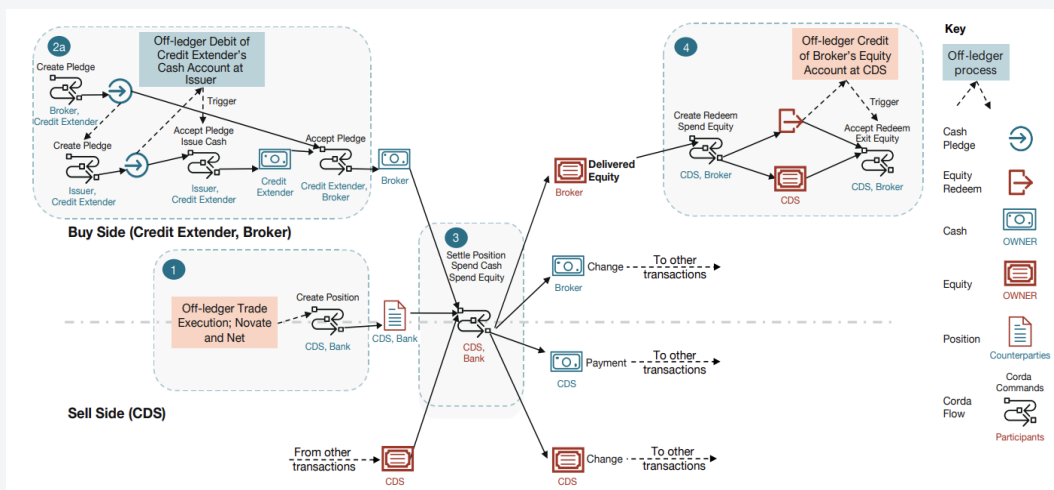 2a
Off-ledger Debit of
Credit Extender's
Cash Account at
Issuer
Create Pledge
Broker,
Credit Extender
Trigger
Create Pledge
Issuer,
Credit Extender
Accept Pledge
Issue Cash
Issuer,
Credit Extender
Credit
Extender
Accept Pledge
Credit Extender,
Broker
Broker
Buy Side (Credit Extender, Broker)
1
Off-ledger Trade
Execution; Novate
and Net
Create Position
CDS, Bank
CDS, Bank
3
Settle Position
Spend Cash
Spend Equity
CDS,
Bank
Sell Side (CDS)
From other
transactions
CDS
Delivered
Equity
Broker
Change
To other
transactions
Broker
Payment
To other
transactions
CDS
Change
To other
transactions
CDS
4
Off-ledger Credit
of Broker's Equity
Account at CDS
Create Redeem
Spend Equity
CDS, Broker
Trigger
CDS
Accept Redeem
Exit Equity
CDS, Broker
Key
Off-ledger
process
Cash
Pledge
Equity
Redeem
Cash
OWNER
Equity
OWNER
Position
Counterparties
Corda
Flow
Corda
Commands
Participants